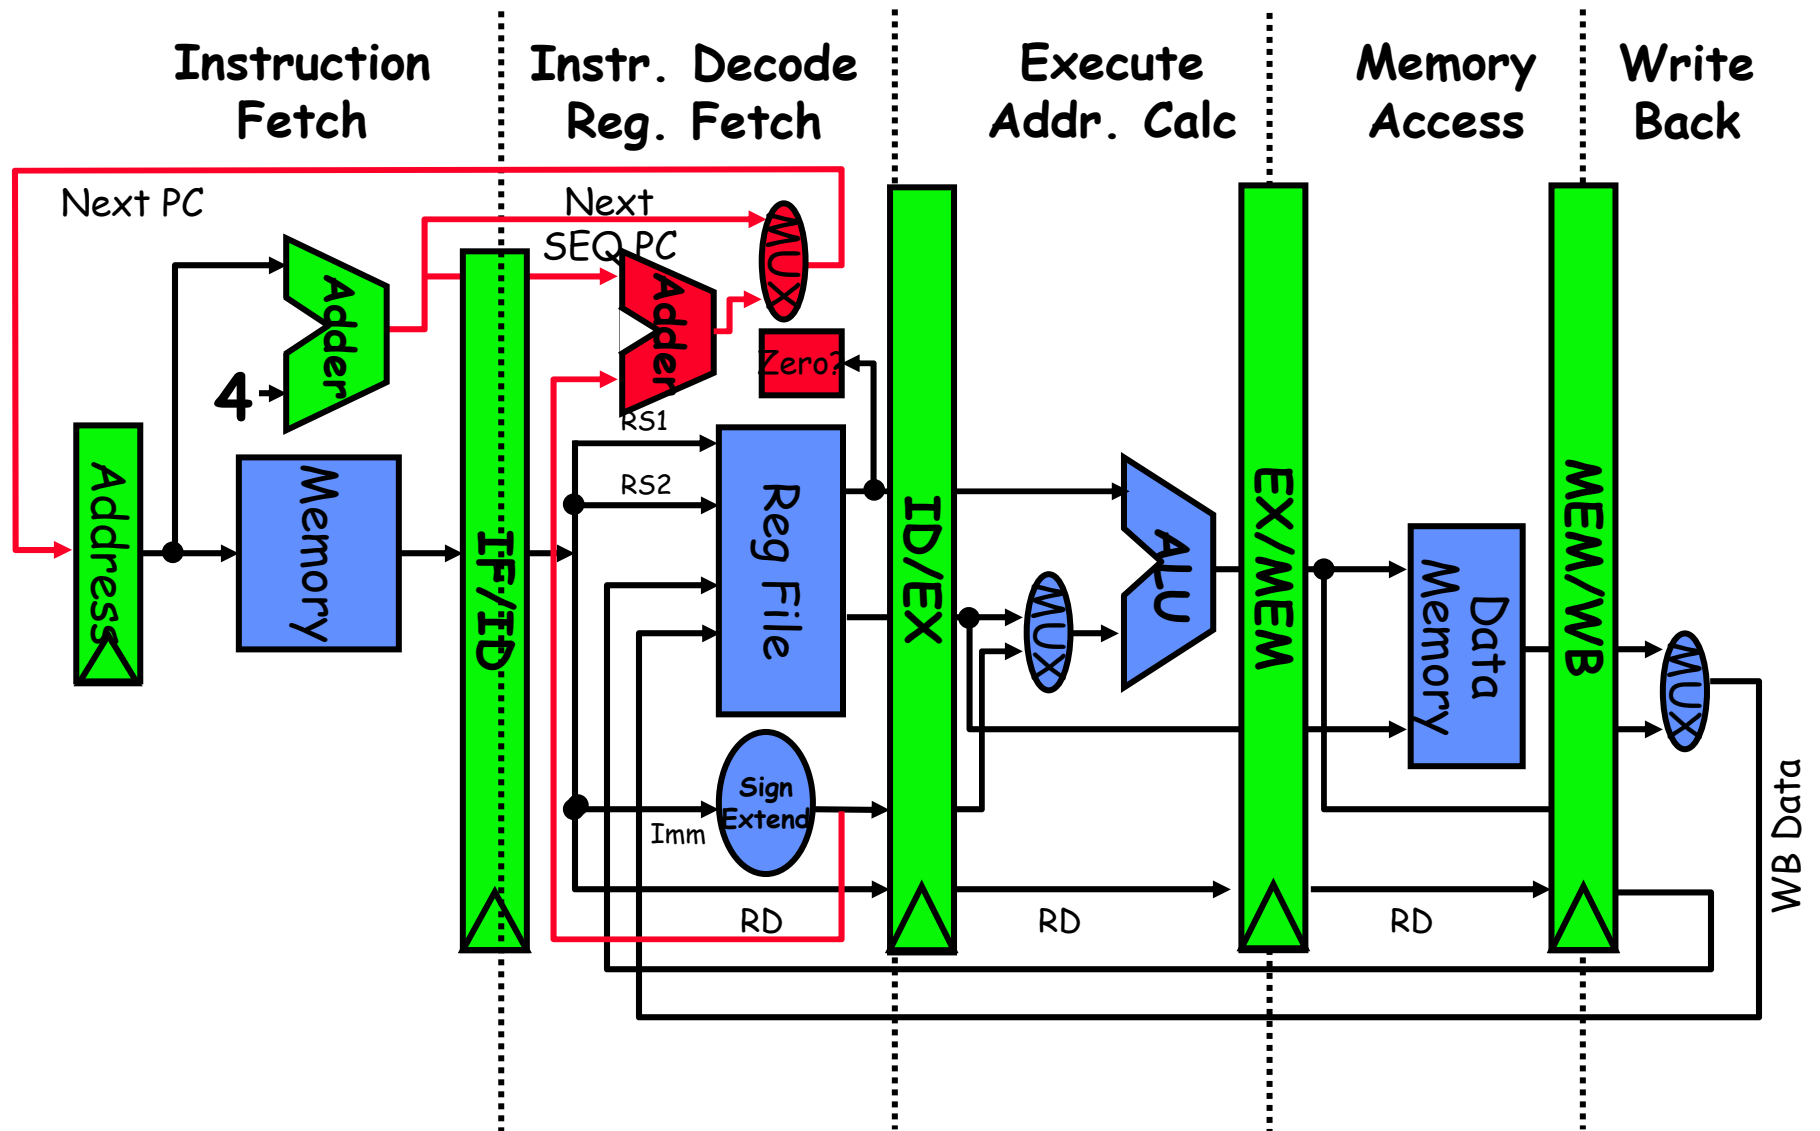 Instruction
Fetch
Instr. Decode
Reg. Fetch
Execute
Addr. Calc
Memory
Access
Write
Back
Next PC
Next
SEQ PC
MUX
Adder
Adder
Zero?
4
RS1
Address
Memory
RS2
Reg File
IF/ID
ID/EX
MUX
ALU
EX/MEM
Data
Memory
MEM/WB
MUX
Sign
Extend
Imm
WB Data
RD
RD
RD